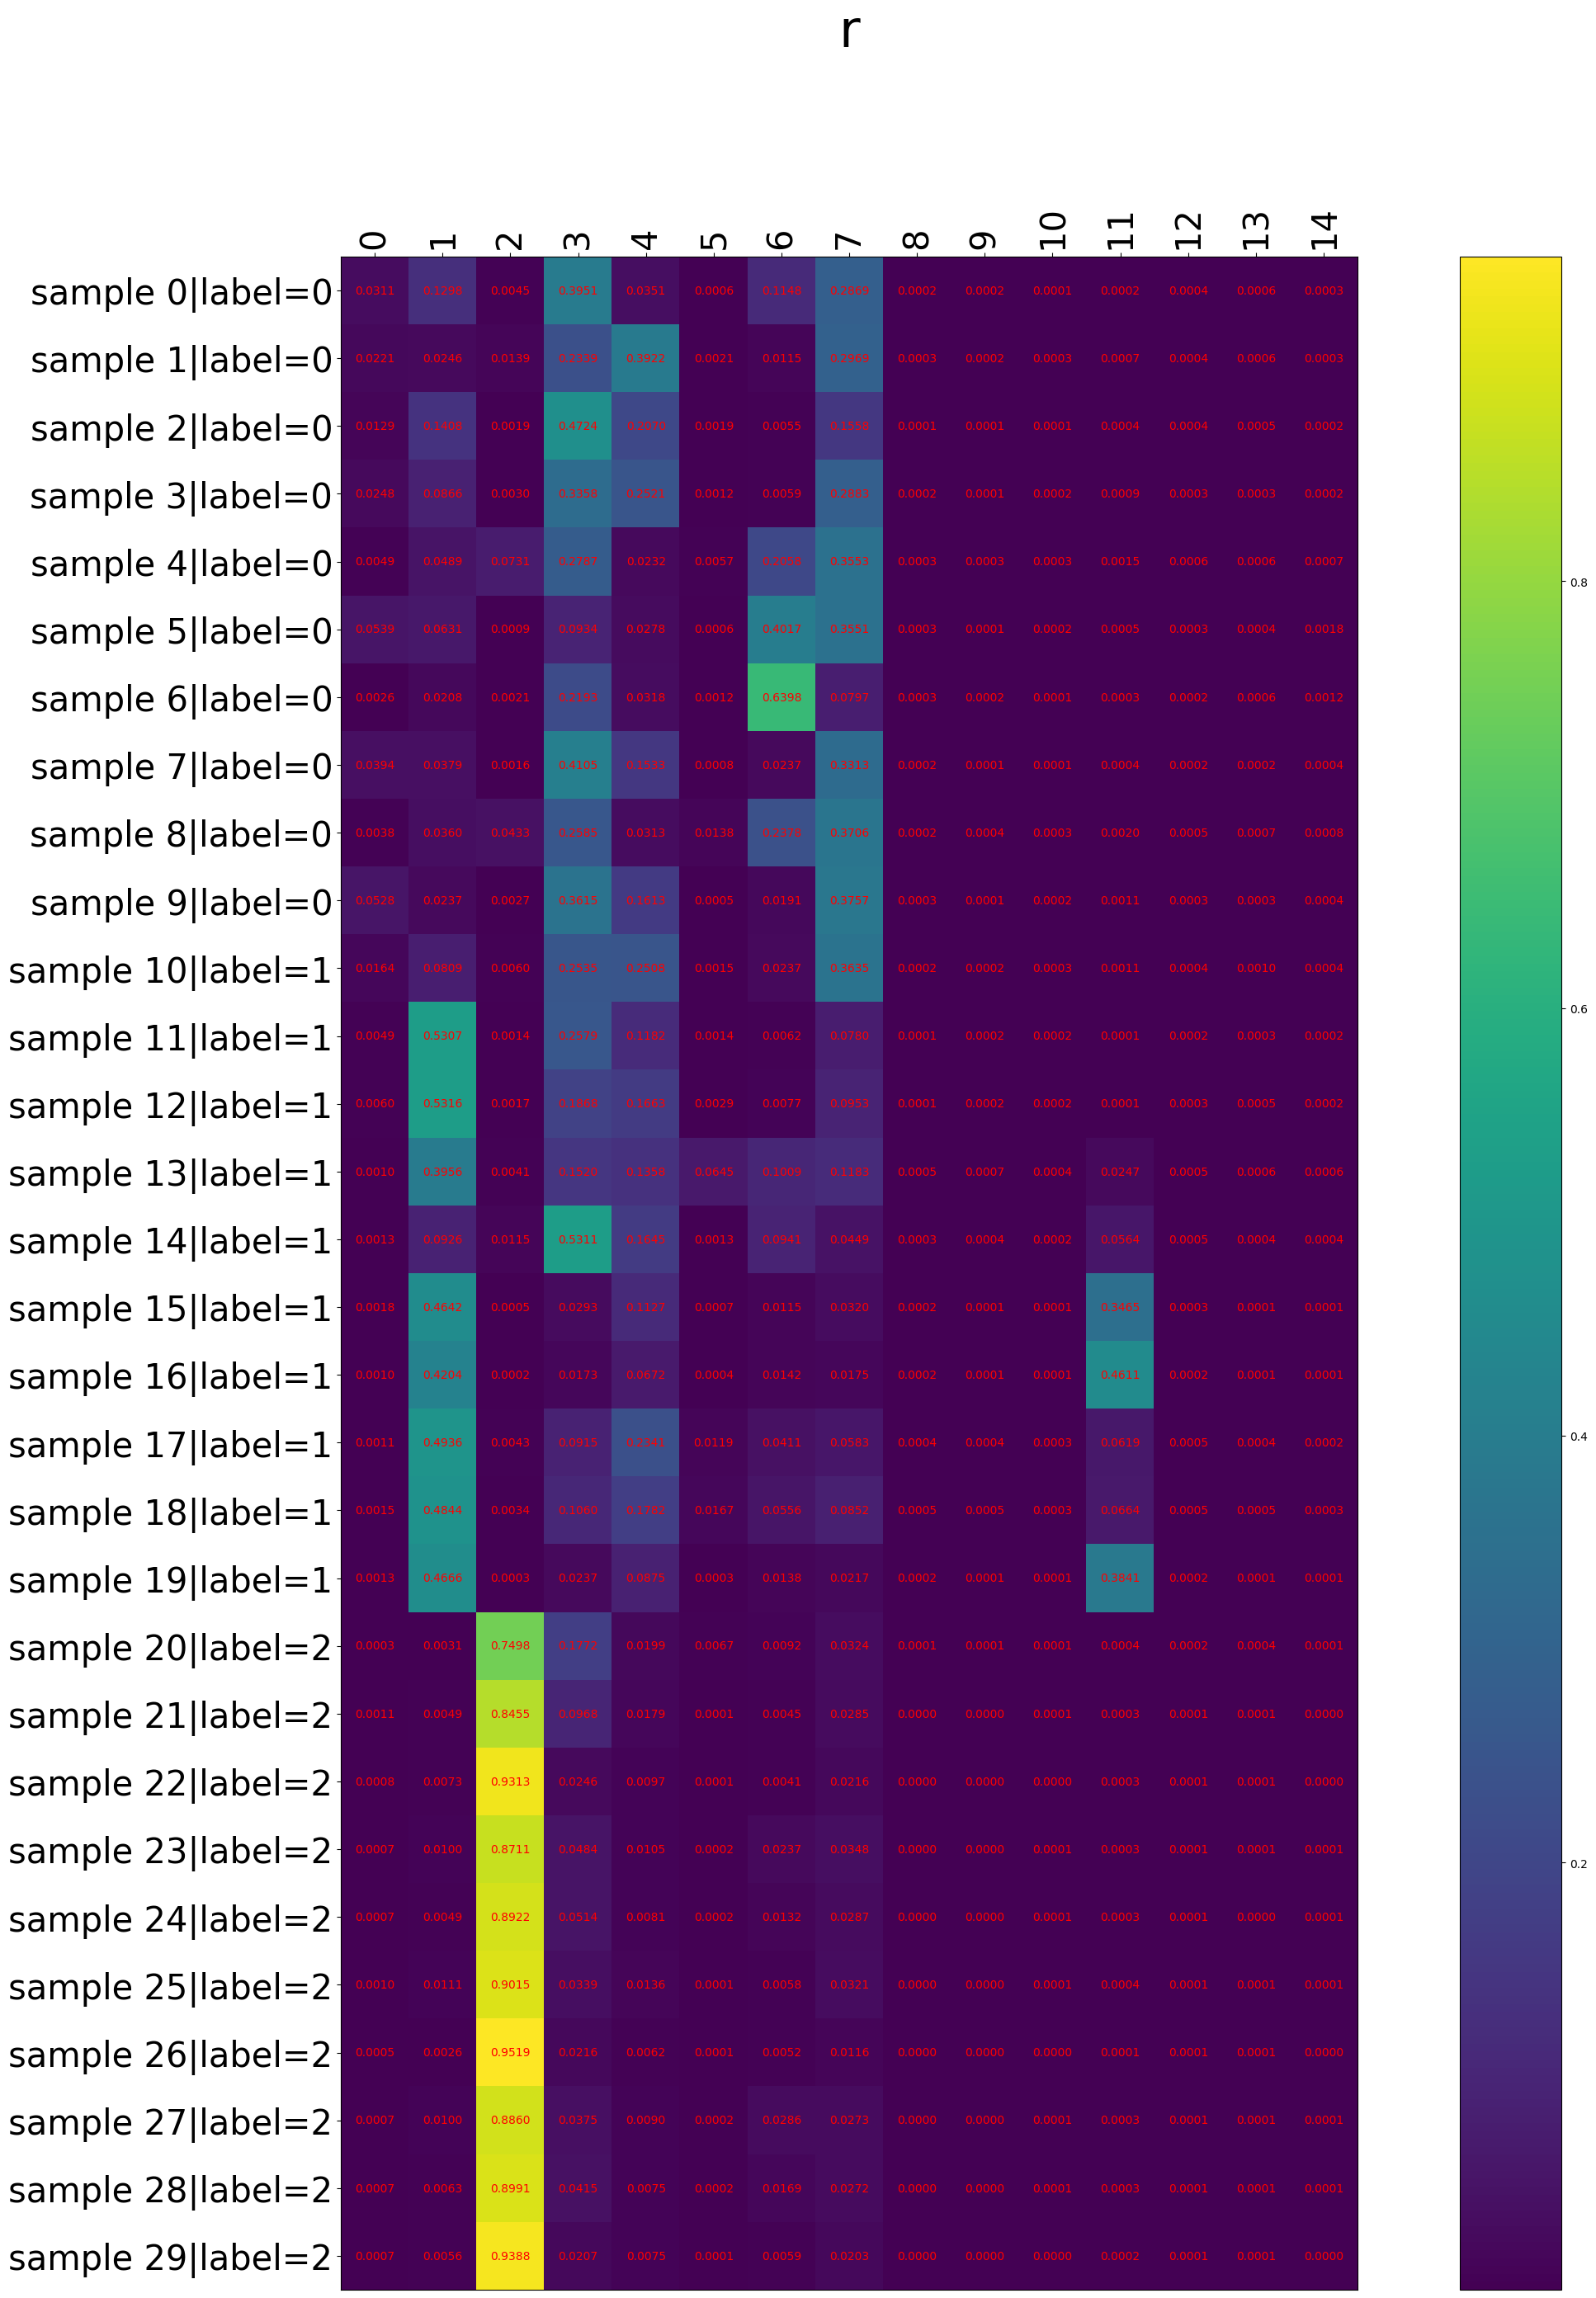 r
0 1 2 3 4 5 6 7 8 9 10 11 12 13 14
sample 0|label=0 0.0311 0.1298 0.0045 0.3951 0.0351 0.0006 0.1148 0.2869 0.0002 0.0002 0.0001 0.0002 0.0004 0.0006 0.0003
sample 1|label=0 0.0221 0.0246 0.0139 0.3922 0.0021 0.0115 0.2969 0.0003 0.0002 0.0003 0.0007 0.0004 0.0006 0.0003
sample 2|label=0 0.0129 0.1408 0.0019 0.4724 0.0019 0.0055 0.0001 0.0001 0.0001 0.0004 0.0004 0.0005 0.0002
sample 3|label=0 0.0248 0.0866 0.0030 0.3358 0.0012 0.0059 0.2883 0.0002 0.0001 0.0002 0.0009 0.0003 0.0003 0.0002
sample 4|label=0 0.0049 0.0489 0.0731 0.2787 0.0232 0.0057 0.3553 0.0003 0.0003 0.0003 0.0015 0.0006 0.0006 0.0007
0.8
sample 5|label=0 0.0539 0.0631 0.0009 0.0934 0.0278 0.0006 0.4017 0.3551 0.0003 0.0001 0.0002 0.0005 0.0003 0.0004 0.0018
sample 6|label=0 0.0026 0.0208 0.0021 0.0318 0.0012 0.6398 0.0797 0.0003 0.0002 0.0001 0.0003 0.0002 0.0006 0.0012
sample 7|label=0 0.0394 0.0379 0.0016 0.4105 0.0008 0.0237 0.3313 0.0002 0.0001 0.0001 0.0004 0.0002 0.0002 0.0004
sample 8|label=0 0.0038 0.0360 0.0433 0.2585 0.0313 0.0138 0.3706 0.0002 0.0004 0.0003 0.0020 0.0005 0.0007 0.0008
sample 9|label=0 0.0528 0.0237 0.0027 0.3615 0.0005 0.0191 0.3757 0.0003 0.0001 0.0002 0.0011 0.0003 0.0003 0.0004
sample 10|label=1 0.0164 0.0809 0.0060 0.2535 0.0015 0.0237 0.3635 0.0002 0.0002 0.0003 0.0011 0.0004 0.0010 0.0004
0.6
sample 11|label=1 0.0049 0.5307 0.0014 0.2579 0.1182 0.0014 0.0062 0.0780 0.0001 0.0002 0.0002 0.0001 0.0002 0.0003 0.0002
sample 12|label=1 0.0060 0.5316 0.0017 0.0029 0.0077 0.0953 0.0001 0.0002 0.0002 0.0001 0.0003 0.0005 0.0002
sample 13|label=1 0.0010 0.3956 0.0041 0.1520 0.1358 0.0645 0.1069 0.1183 0.0005 0.0007 0.0004 0.0247 0.0005 0.0006 0.0006
sample 14|label=1 0.0013 0.0926 0.0115 0.5311 0.1645 0.0013 0.0941 0.0449 0.0003 0.0004 0.0002 0.0564 0.0005 0.0004 0.0004
sample 15|label=1 0.0018 0.4642 0.0005 0.0293 0.1127 0.0007 0.0115 0.0320 0.0002 0.0001 0.0001 0.3465 0.0003 0.0001 0.0001
sample 16|label=1 0.0010 0.4204 0.0002 0.0173 0.0672 0.0004 0.0142 0.0175 0.0002 0.0001 0.0001 0.4611 0.0002 0.0001 0.0001
0.4
sample 17|label=1 0.0011 0.4936 0.0043 0.0915 0.0119 0.0411 0.0583 0.0004 0.0004 0.0003 0.0619 0.0005 0.0004 0.0002
sample 18|label=1 0.0015 0.4844 0.0034 0.1060 0.0167 0.0556 0.0852 0.0005 0.0005 0.0003 0.0664 0.0005 0.0005 0.0003
sample 19|label=1 0.0013 0.4666 0.0003 0.0237 0.0875 0.0003 0.0138 0.0217 0.0002 0.0001 0.0001 0.3841 0.0002 0.0001 0.0001
sample 20|label=2 0.0003 0.0031 0.7498 0.0199 0.0067 0.0092 0.0324 0.0001 0.0001 0.0001 0.0004 0.0002 0.0004 0.0001
sample 21|label=2 0.0011 0.0049 0.8455 0.0968 0.0179 0.0001 0.0045 0.0285 0.0000 0.0000 0.0001 0.0003 0.0001 0.0001 0.0000
sample 22|label=2 0.0008 0.0073 0.9313 0.0246 0.0097 0.0001 0.0041 0.0216 0.0000 0.0000 0.0000 0.0003 0.0001 0.0001 0.0000
sample 23|label=2 0.0007 0.0100 0.8711 0.0484 0.0105 0.0002 0.0237 0.0348 0.0000 0.0000 0.0001 0.0003 0.0001 0.0001 0.0001
0.2
sample 24|label=2 0.0007 0.0049 0.8922 0.0514 0.0081 0.0002 0.0132 0.0287 0.0000 0.0000 0.0001 0.0003 0.0001 0.0000 0.0001
sample 25|label=2 0.0010 0.0111 0.9015 0.0339 0.0136 0.0001 0.0058 0.0321 0.0000 0.0000 0.0001 0.0004 0.0001 0.0001 0.0001
sample 26|label=2 0.0005 0.0026 0.9519 0.0216 0.0062 0.0001 0.0052 0.0116 0.0000 0.0000 0.0000 0.0001 0.0001 0.0001 0.0000
sample 27|label=2 0.0007 0.0100 0.8860 0.0375 0.0090 0.0002 0.0286 0.0273 0.0000 0.0000 0.0001 0.0003 0.0001 0.0001 0.0001
sample 28|label=2 0.0007 0.0063 0.8991 0.0415 0.0075 0.0002 0.0169 0.0272 0.0000 0.0000 0.0001 0.0003 0.0001 0.0001 0.0001
sample 29|label=2 0.0007 0.0056 0.9388 0.0207 0.0075 0.0001 0.0059 0.0203 0.0000 0.0000 0.0000 0.0002 0.0001 0.0001 0.0000